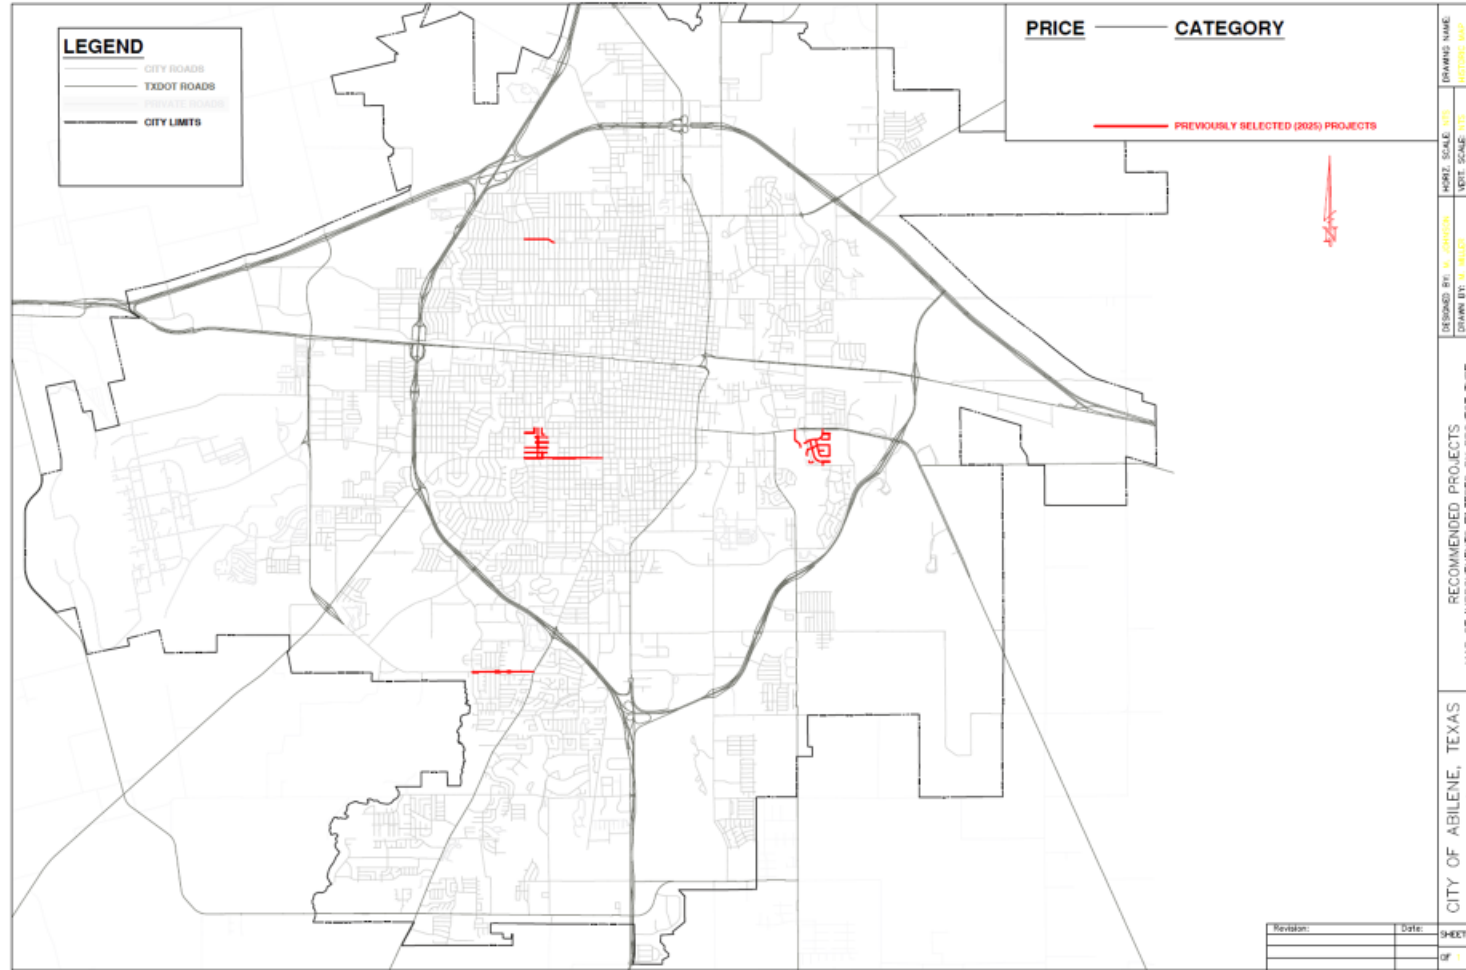 LEGEND
CITY ROADS
TXDOT ROADS
PRIVATE ROADS
CITY LIMITS
PRICE CATEGORY
PREVIOUSLY SELECTED (2025) PROJECTS
DRAWING NAME:
HORIZ. SCALE:
VERT. SCALE:
DESIGNED BY:
DRAWN BY:
RECOMMENDED PROJECTS
CITY OF ABILENE, TEXAS
Revision: Date:
SHEET
OF